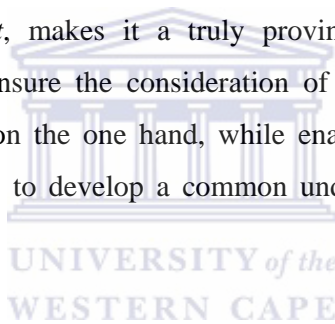 t, makes it a truly provin
nsure the consideration of
on the one hand, while ena
to develop a common und
UNIVERSITY of the
WESTERN CAPE